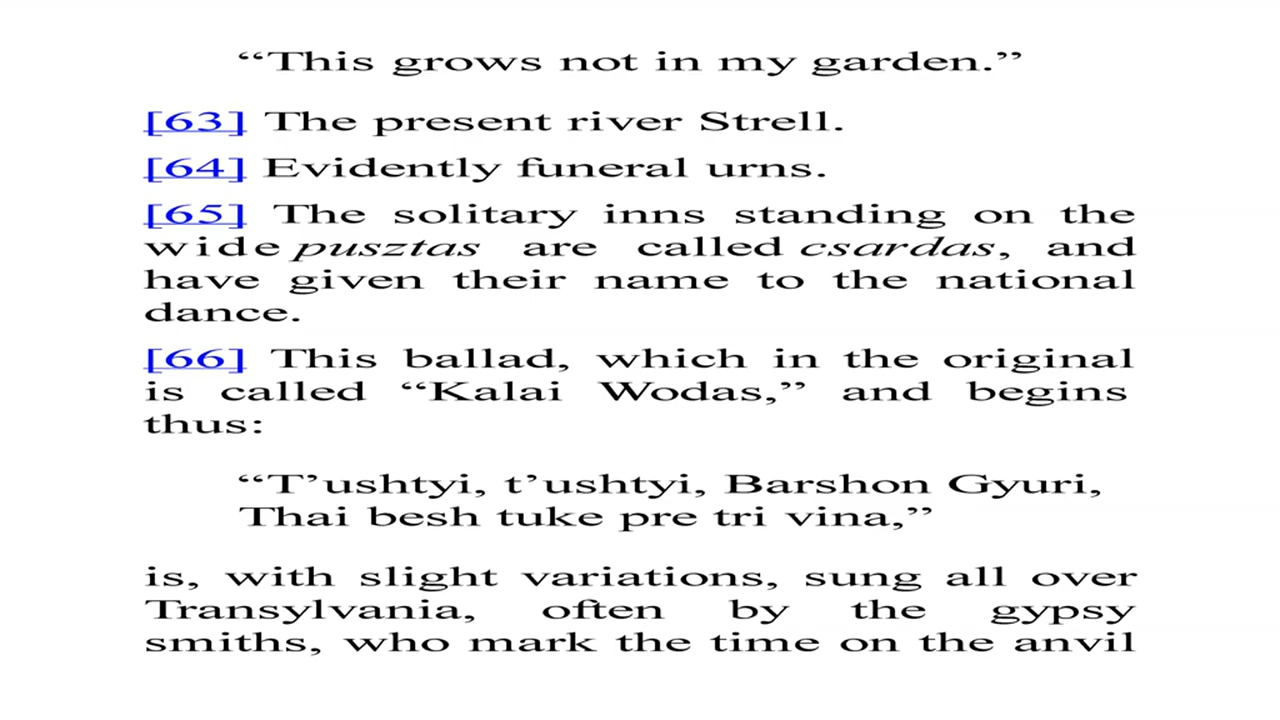 “This grows not in my garden.”
[63] The present river Strell.
[64] Evidently funeral urns.
[65] The solitary inns standing on the
wide pusztas are called csardas, and
have given their name to the national
dance.
[66] This ballad, which in the original
is called “Kalai Wodas,” and begins
thus:
“T’ushtyi, t’ushtyi, Barshon Gyuri,
Thai besh tuke pre tri vina,”
is, with slight variations, sung all over
Transylvania, often by the gypsy
smiths, who mark the time on the anvil